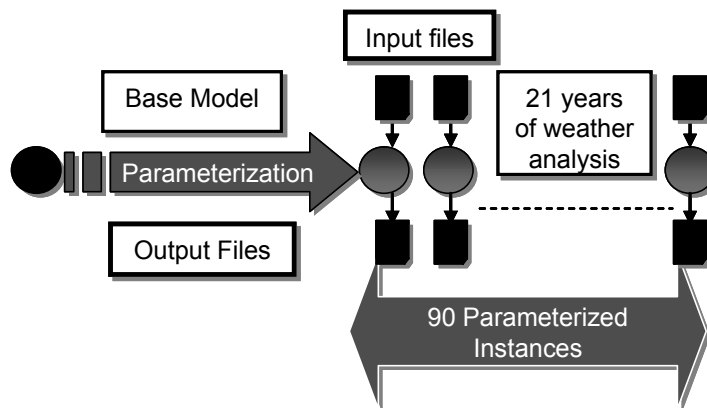 Input files
Base Model
21 years
of weather
analysis
Parameterization
Output Files
90 Parameterized
Instances